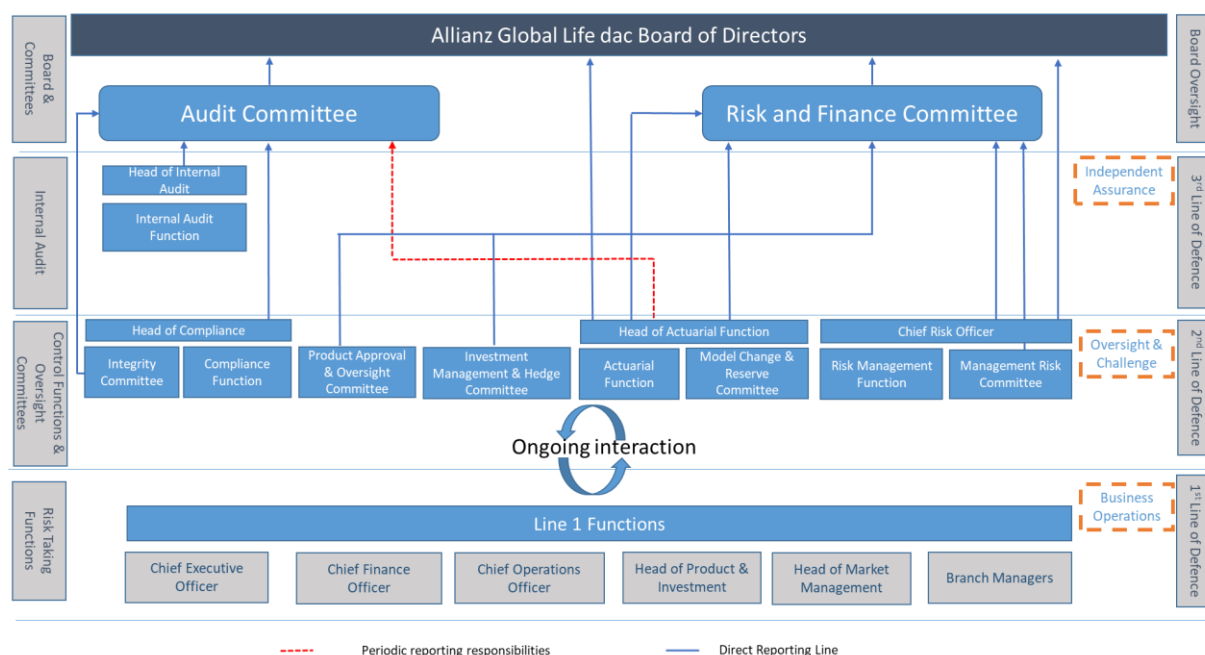 Allianz Global Life dac Board of Directors
Board &
Committees
Board Oversight
Audit Committee
Risk and Finance Committee
Internal Audit
Head of Internal
Audit
Internal Audit
Function
Independent
Assurance
3rd Line of Defence
Control Functions &
Oversight
Committees
Head of Compliance
Integrity
Committee
Compliance
Function
Product Approval
& Oversight
Committee
Investment
Management & Hedge
Committee
Head of Actuarial Function
Actuarial
Function
Model Change &
Reserve
Committee
Chief Risk Officer
Risk Management
Function
Management Risk
Committee
Oversight &
Challenge
2nd Line of Defence
Ongoing interaction
Risk Taking
Functions
Line 1 Functions
Chief Executive
Officer
Chief Finance
Officer
Chief Operations
Officer
Head of Product &
Investment
Head of Market
Management
Branch Managers
Business
Operations
1st Line of Defence
Periodic reporting responsibilities
Direct Reporting Line